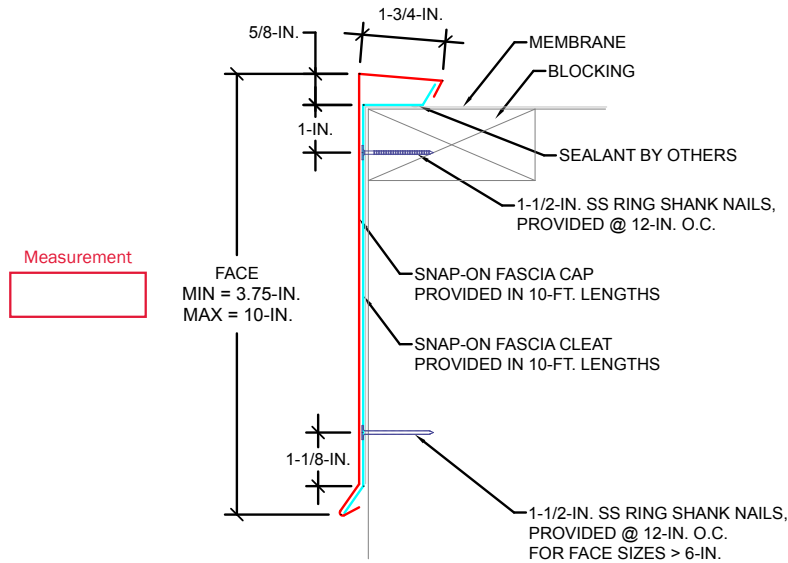 1-3/4-IN.
5/8-IN.
MEMBRANE
BLOCKING
1-IN.
SEALANT BY OTHERS
1-1/2-IN. SS RING SHANK NAILS,
PROVIDED @ 12-IN. O.C.
Measurement
FACE
MIN = 3.75-IN.
MAX = 10-IN.
SNAP-ON FASCIA CAP
PROVIDED IN 10-FT. LENGTHS
SNAP-ON FASCIA CLEAT
PROVIDED IN 10-FT. LENGTHS
1-1/8-IN.
1-1/2-IN. SS RING SHANK NAILS,
PROVIDED @ 12-IN. O.C.
FOR FACE SIZES > 6-IN.